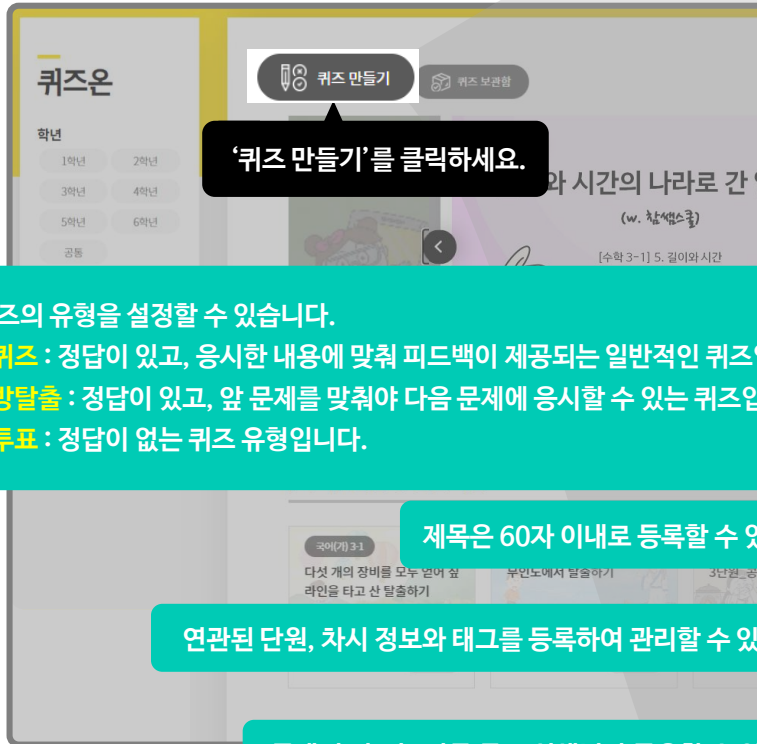 퀴즈온
퀴즈 만들기
퀴즈 보관함
학년
1학년
2학년
3학년
4학년
5학년
6학년
공통
‘퀴즈 만들기’를 클릭하세요.
와 시간의 나라로 간
(w. 참쌤스쿨)
[수학 3-1] 5. 길이와 시간
즈의 유형을 설정할 수 있습니다.
퀴즈 : 정답이 있고, 응시한 내용에 맞춰 피드백이 제공되는 일반적인 퀴즈
방탈출 : 정답이 있고, 앞 문제를 맞춰야 다음 문제에 응시할 수 있는 퀴즈입
투표 : 정답이 없는 퀴즈 유형입니다.
제목은 60자 이내로 등록할 수
국어(가) 3-1
다섯 개의 장비를 모두 얻어 짚
라인을 타고 산 탈출하기
무인도에서 탈출하기
3단원_공
연관된 단원, 차시 정보와 태그를 등록하여 관리할 수 있